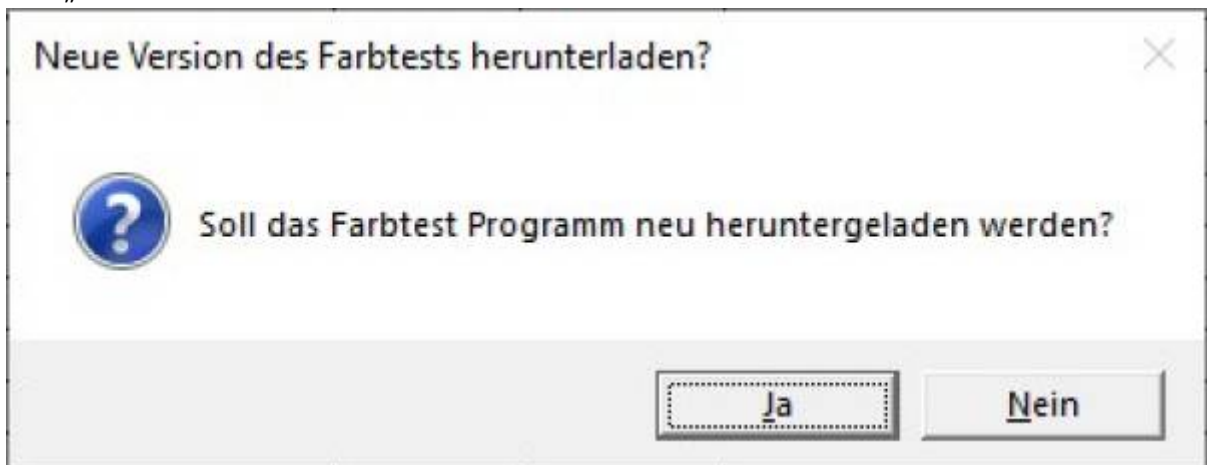 Neue Version des Farbtests herunterladen?
Soll das Farbtest Programm neu heruntergeladen werden?
Ja
Nein